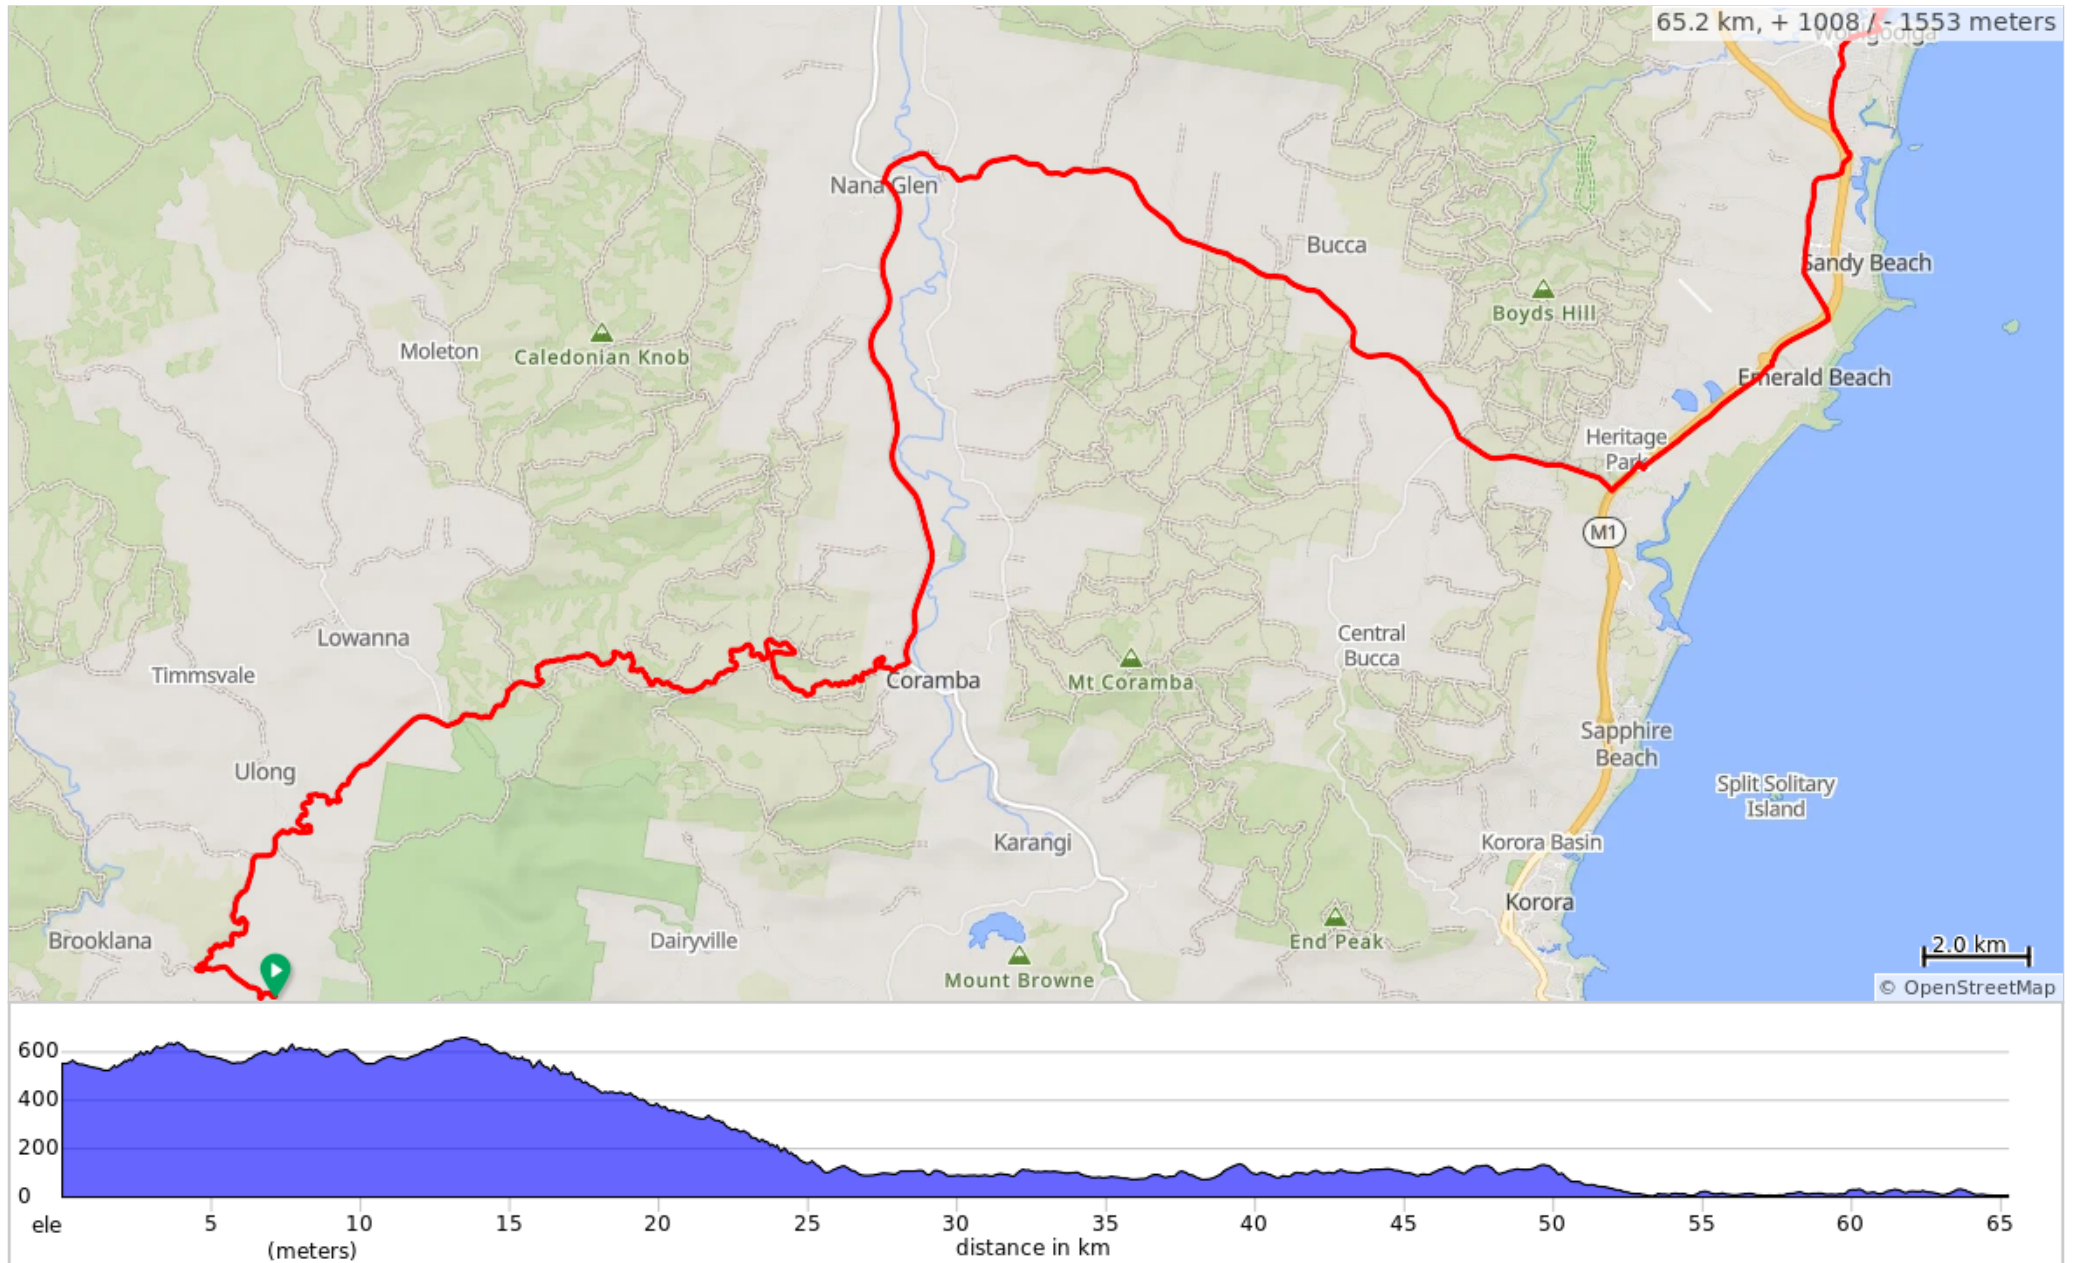 65.2 km, + 1008 / - 1553 meters
Woolgoolga
Nana Glen
Bucca
Sandy Beach
Boyds Hill
Moleton
Caledonian Knob
Emerald Beach
Heritage
Park
M1
Lowanna
Central
Bucca
Timmsvale
Coramba
Mt Coramba
Sapphire
Beach
Ulong
Split Solitary
Island
Karangi
Korora Basin
Korora
Brooklana
Dairyville
End Peak
2.0 km
Mount Browne
© OpenStreetMap
600
400
200
0
ele
5
10
15
20
25
30
35
40
45
50
55
60
65
(meters)
distance in km